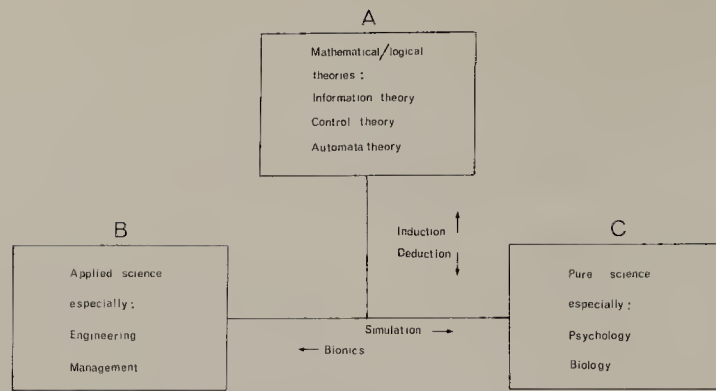 A
Mathematical/logical
theories :
Information theory
Control theory
Automata theory
Induction ↑
Deduction ↓
B
Applied science
especially :
Engineering
Management
C
Pure science
especially :
Psychology
Biology
Simulation →
← Bionics